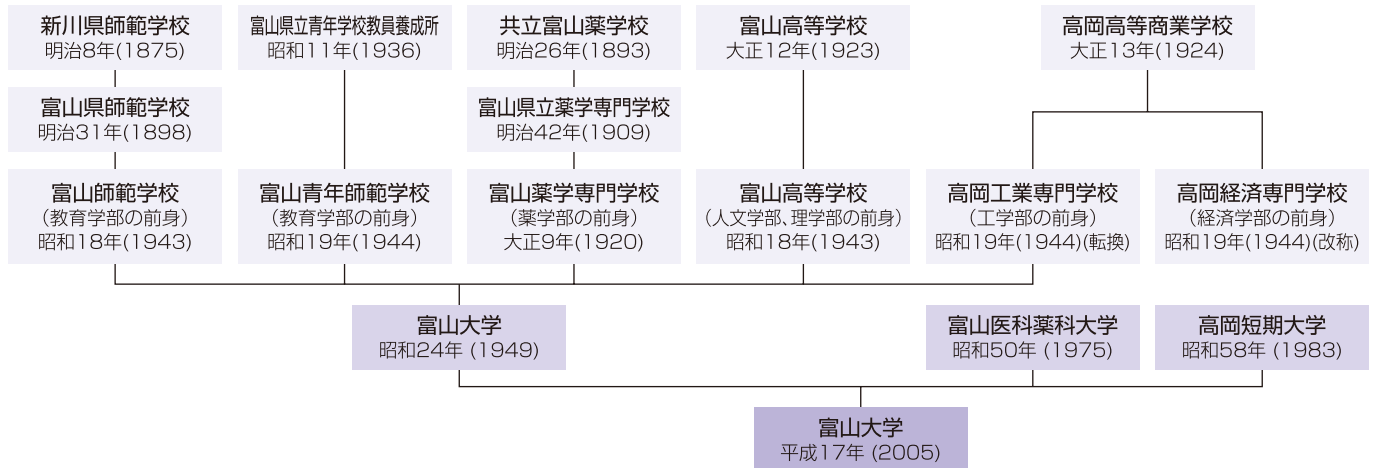 新川県師範学校
明治8年(1875)
富山県立青年学校教員養成所
昭和11年(1936)
共立富山薬学校
明治26年(1893)
富山高等学校
大正12年(1923)
高岡高等商業学校
大正13年(1924)
富山県師範学校
明治31年(1898)
富山県立薬学専門学校
明治42年(1909)
富山師範学校
(教育学部の前身)
昭和18年(1943)
富山青年師範学校
(教育学部の前身)
昭和19年(1944)
富山薬学専門学校
(薬学部の前身)
大正9年(1920)
富山高等学校
(人文学部、理学部の前身)
昭和18年(1943)
高岡工業専門学校
(工学部の前身)
昭和19年(1944)(転換)
高岡経済専門学校
(経済学部の前身)
昭和19年(1944)(改称)
富山大学
昭和24年 (1949)
富山医科薬科大学
昭和50年 (1975)
高岡短期大学
昭和58年 (1983)
富山大学
平成17年 (2005)